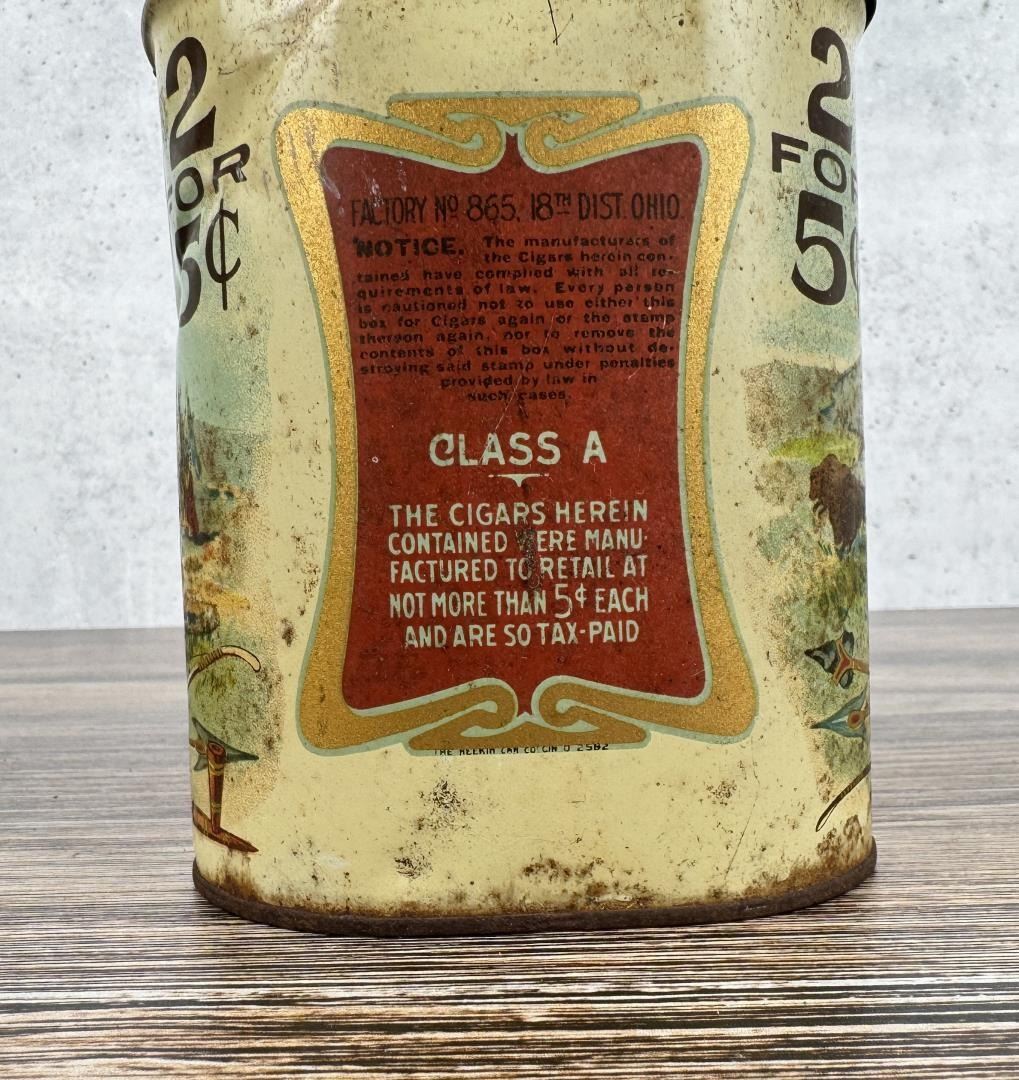 2
FOR
5¢
FACTORY Nº 865, 18TH DIST. OHIO
NOTICE. The manufacturers of
the Cigars herein con-
tained have complied with all re-
quirements of law. Every person
is cautioned not to use either this
box for Cigars again or the stamp
thereon again, nor to remove the
contents of this box without de-
stroying said stamp under penalties
provided by law in
such cases.
CLASS A
THE CIGARS HEREIN
CONTAINED WERE MANU-
FACTURED TO RETAIL AT
NOT MORE THAN 5¢ EACH
AND ARE SO TAX-PAID
THE HEEKIN CAN CO. CIN O 2582
2
FOR
5